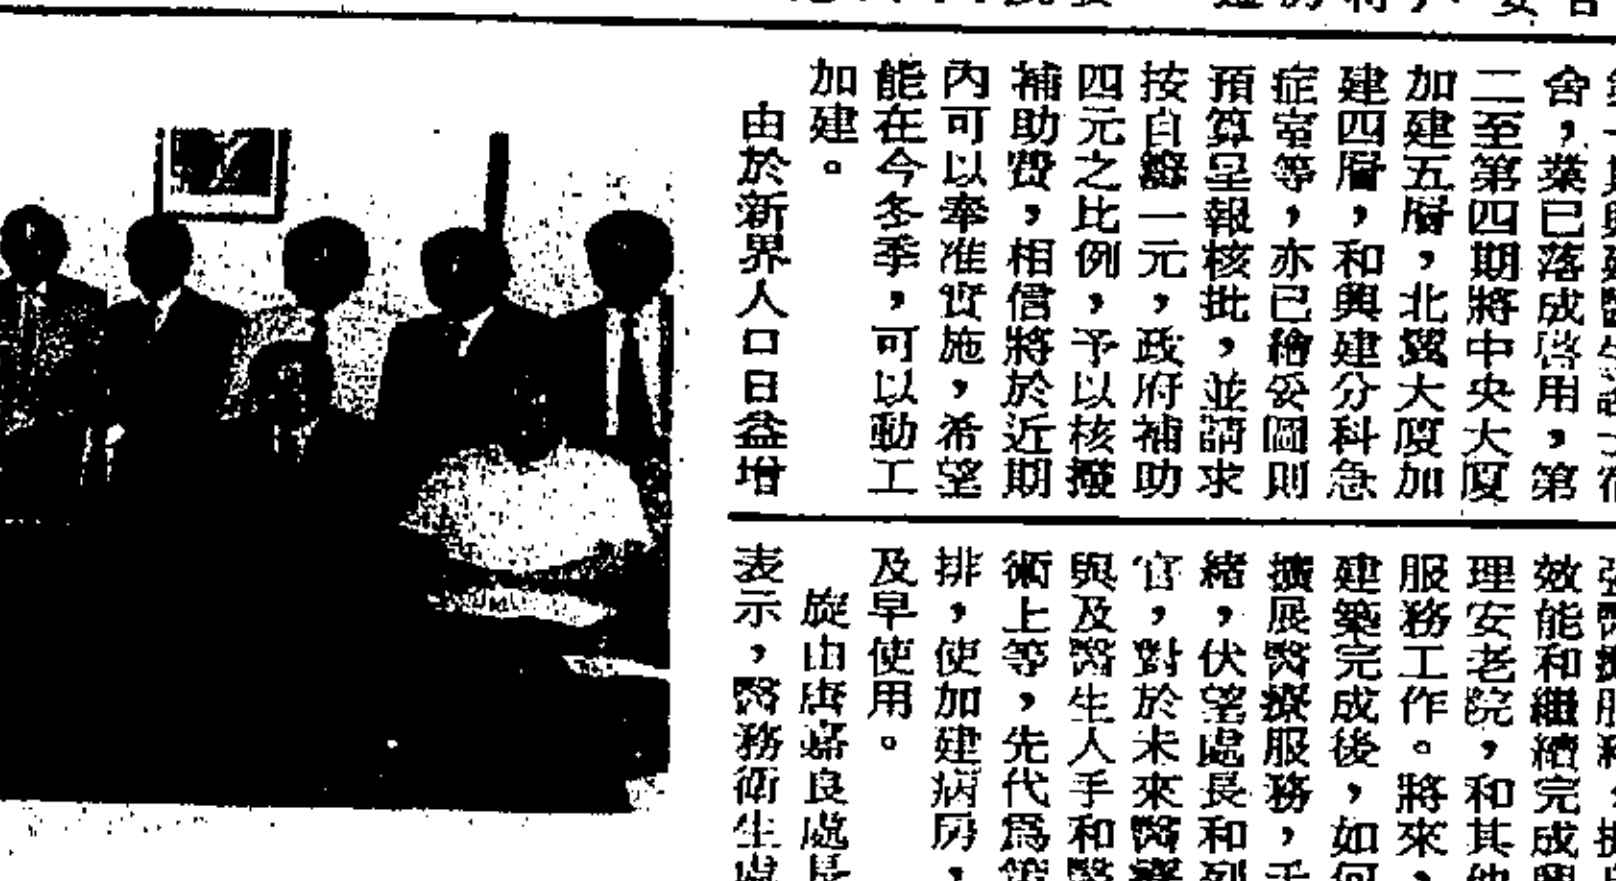 舍，業已落成啓用，第
二至第四期將中央大廈
加建五層，北翼大廈加
建四層，和興建分科急
症室等，亦已繪妥圖則
預算呈報核批，並請求
按自籌一元，政府補助
四元之比例，予以核撥
補助費，相信將於近期
內可以奉准實施，希望
能在今冬季，可以動工
加建。
由於新界人口日益增
效能和繼續完成興
理安老院，和其他
服務工作。將來，
建築完成後，如何
擴展醫療服務，千
緒，伏望處長和列
官，對於未來醫療
與及醫生人手和醫
術上等，先代為策
排，使加建病房，
及早使用。
旋由唐嘉良處長
表示，醫務衛生處